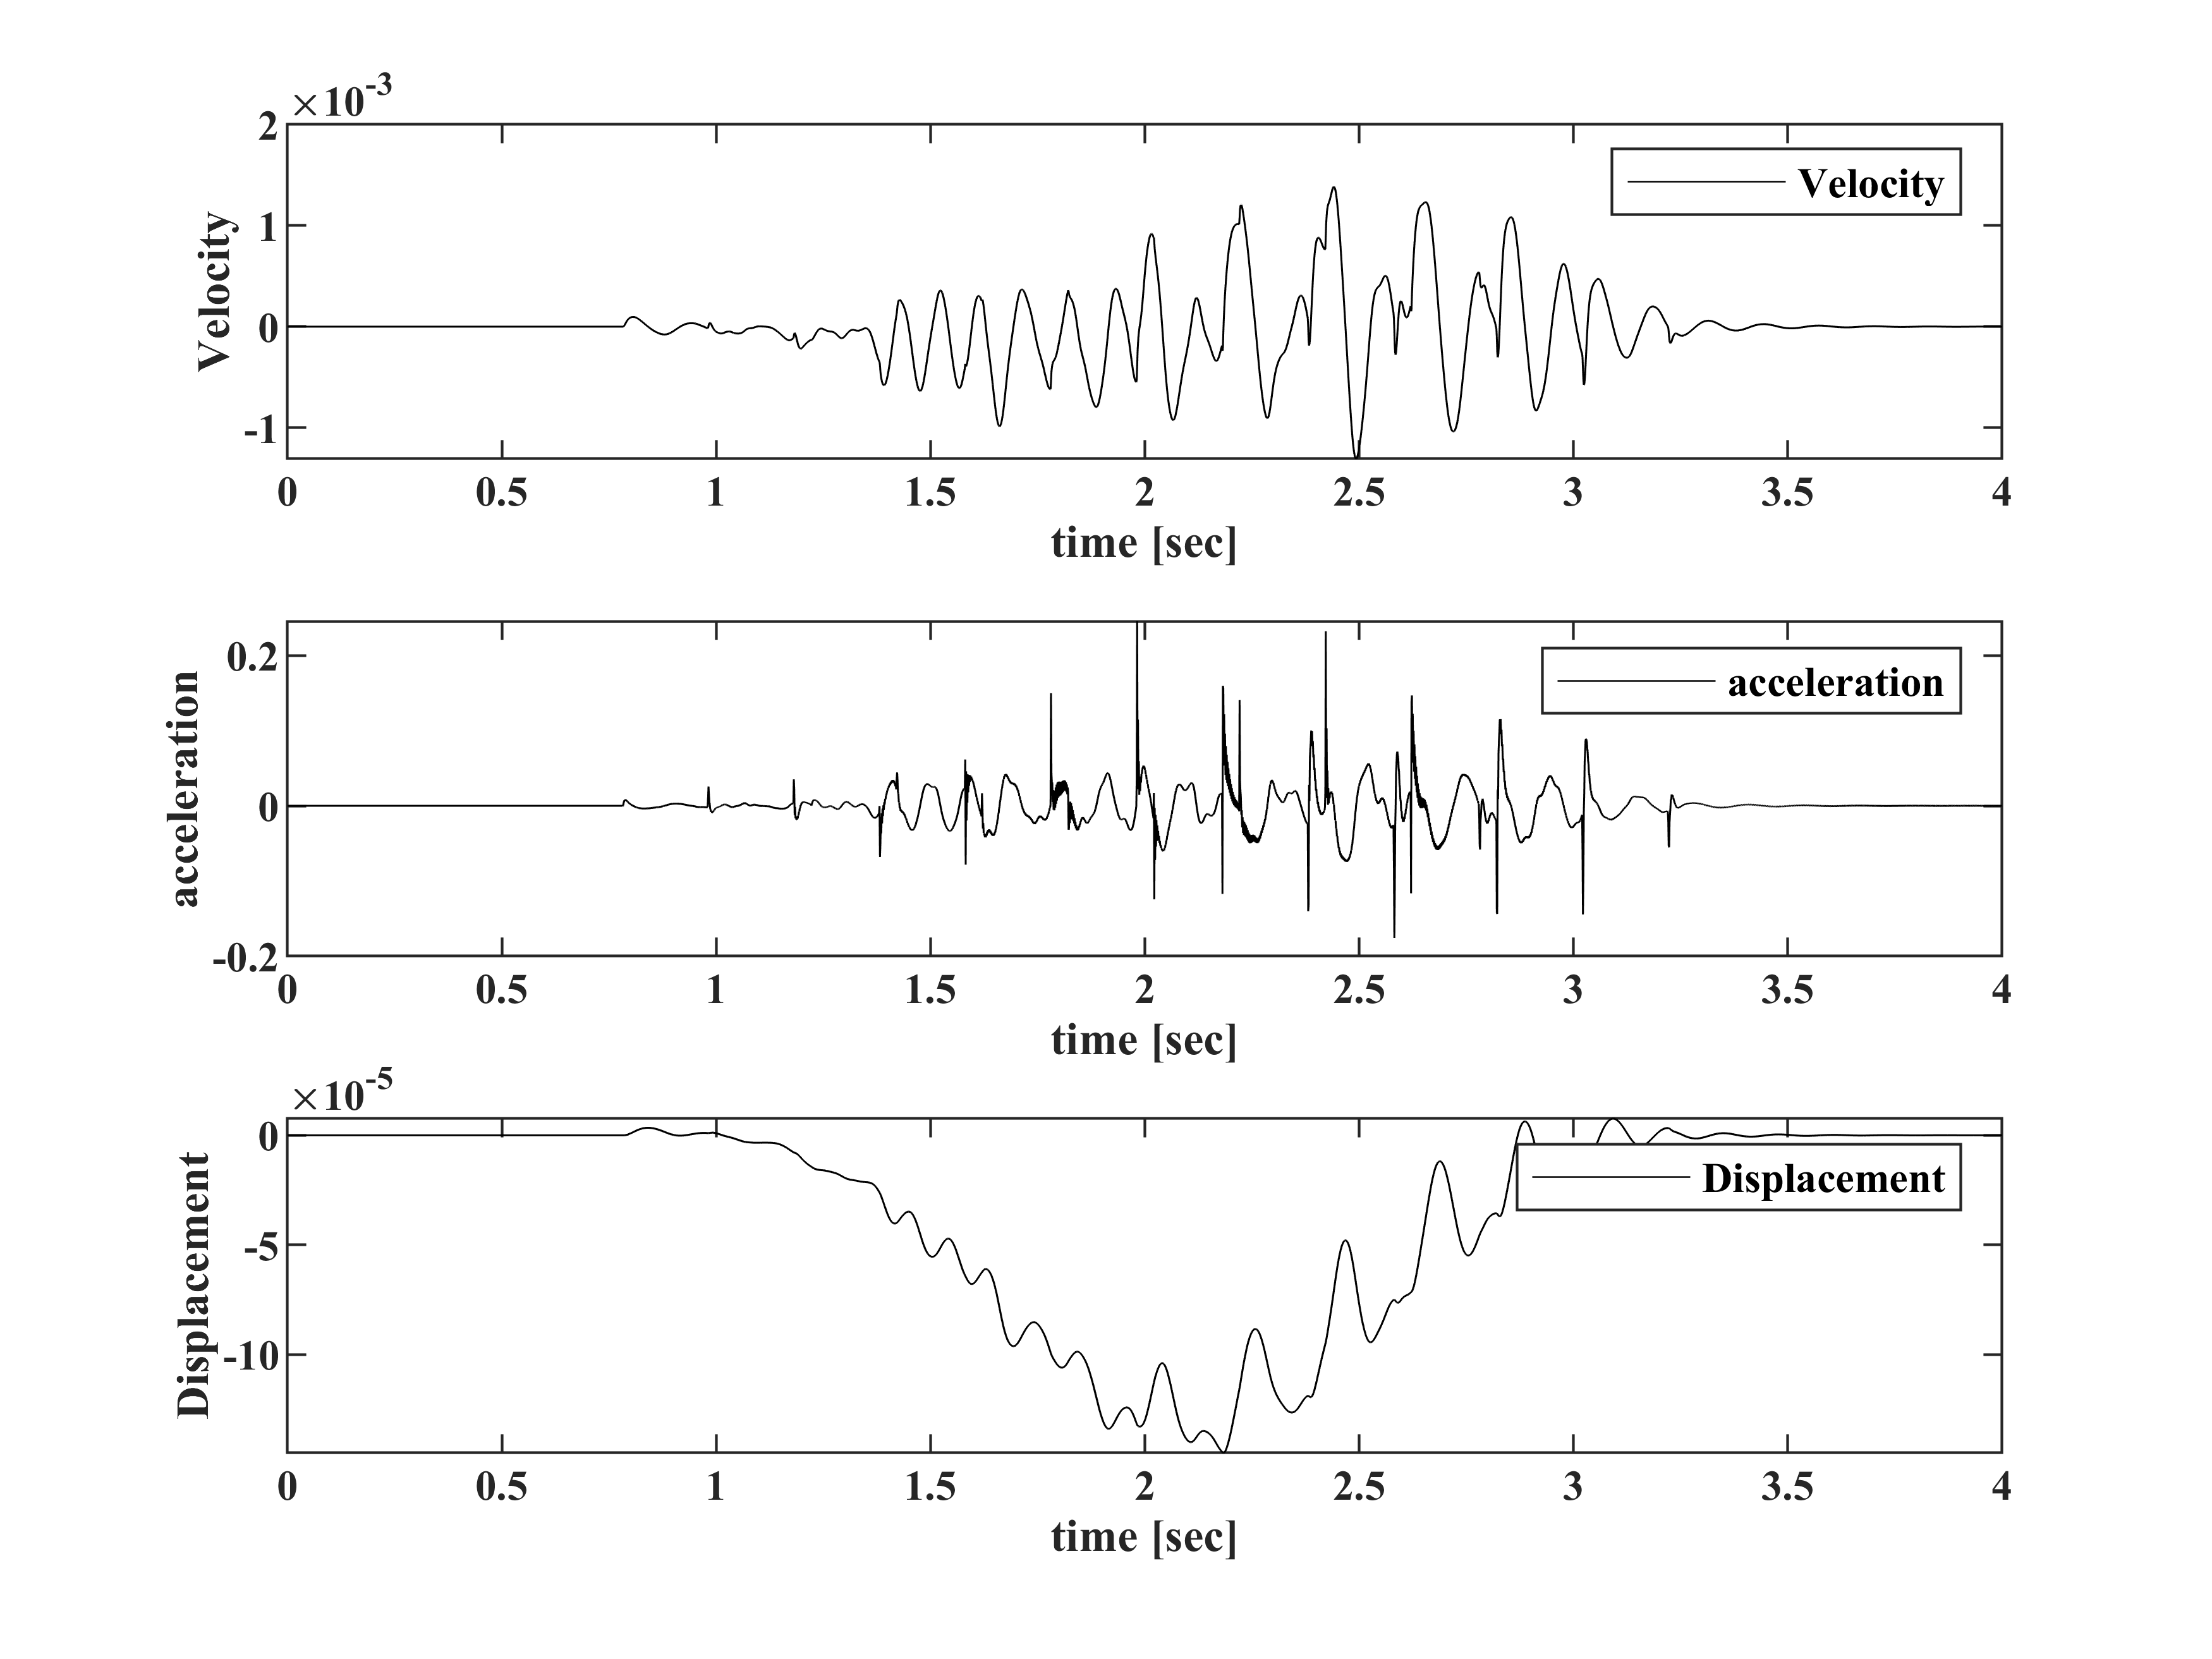 ×10-3
2
1
0
-1
Velocity
Velocity
0 0.5 1 1.5 2 2.5 3 3.5 4
time [sec]
0.2
0
-0.2
acceleration
acceleration
0 0.5 1 1.5 2 2.5 3 3.5 4
time [sec]
×10-5
0
-5
-10
Displacement
Displacement
0 0.5 1 1.5 2 2.5 3 3.5 4
time [sec]